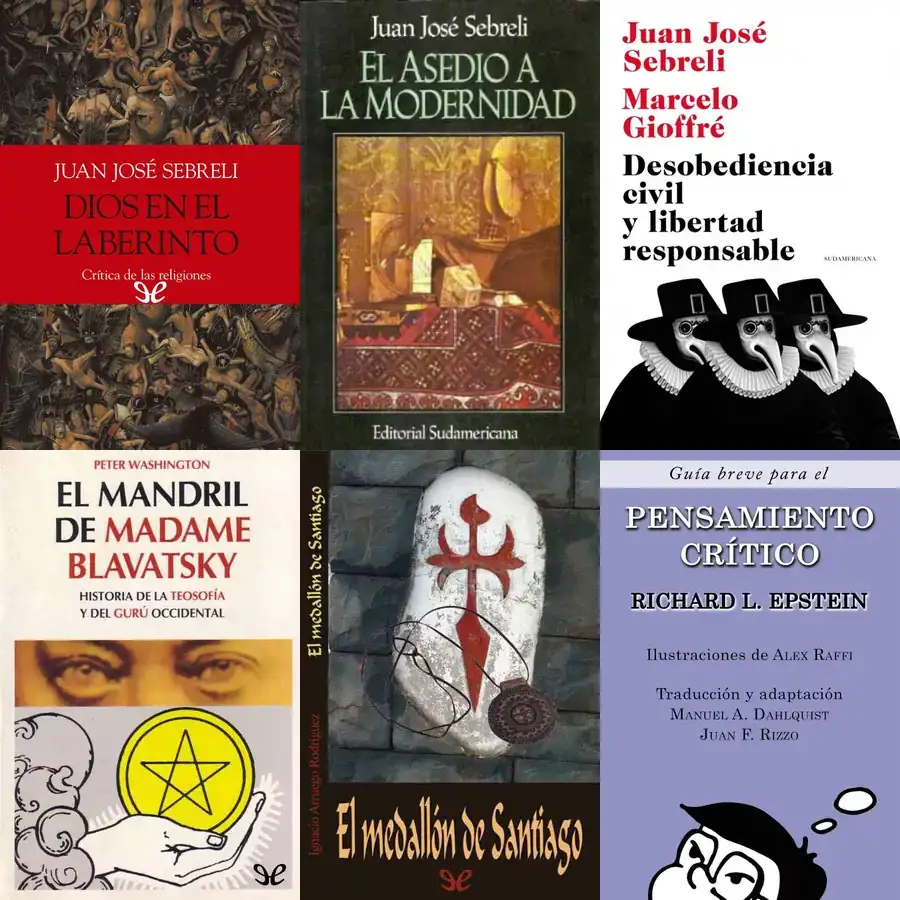 JUAN JOSÉ SEBRELI
DIOS EN EL
LABERINTO
Crítica de las religiones
Juan José Sebreli
EL ASEDIO A
LA MODERNIDAD
Editorial Sudamericana
Juan José
Sebreli
Marcelo
Gioffré
Desobediencia
civil
y libertad
responsable
SUDAMERICANA
PETER WASHINGTON
EL MANDRIL
DE MADAME
BLAVATSKY
HISTORIA DE LA TEOSOFÍA
Y DEL GURÚ OCCIDENTAL
El medallón de Santiago
Ignacio Arruego Rodríguez
El medallón de Santiago
Guía breve para el
PENSAMIENTO
CRÍTICO
RICHARD L. EPSTEIN
Ilustraciones de ALEX RAFFI
Traducción y adaptación
MANUEL A. DAHLQUIST
JUAN F. RIZZO